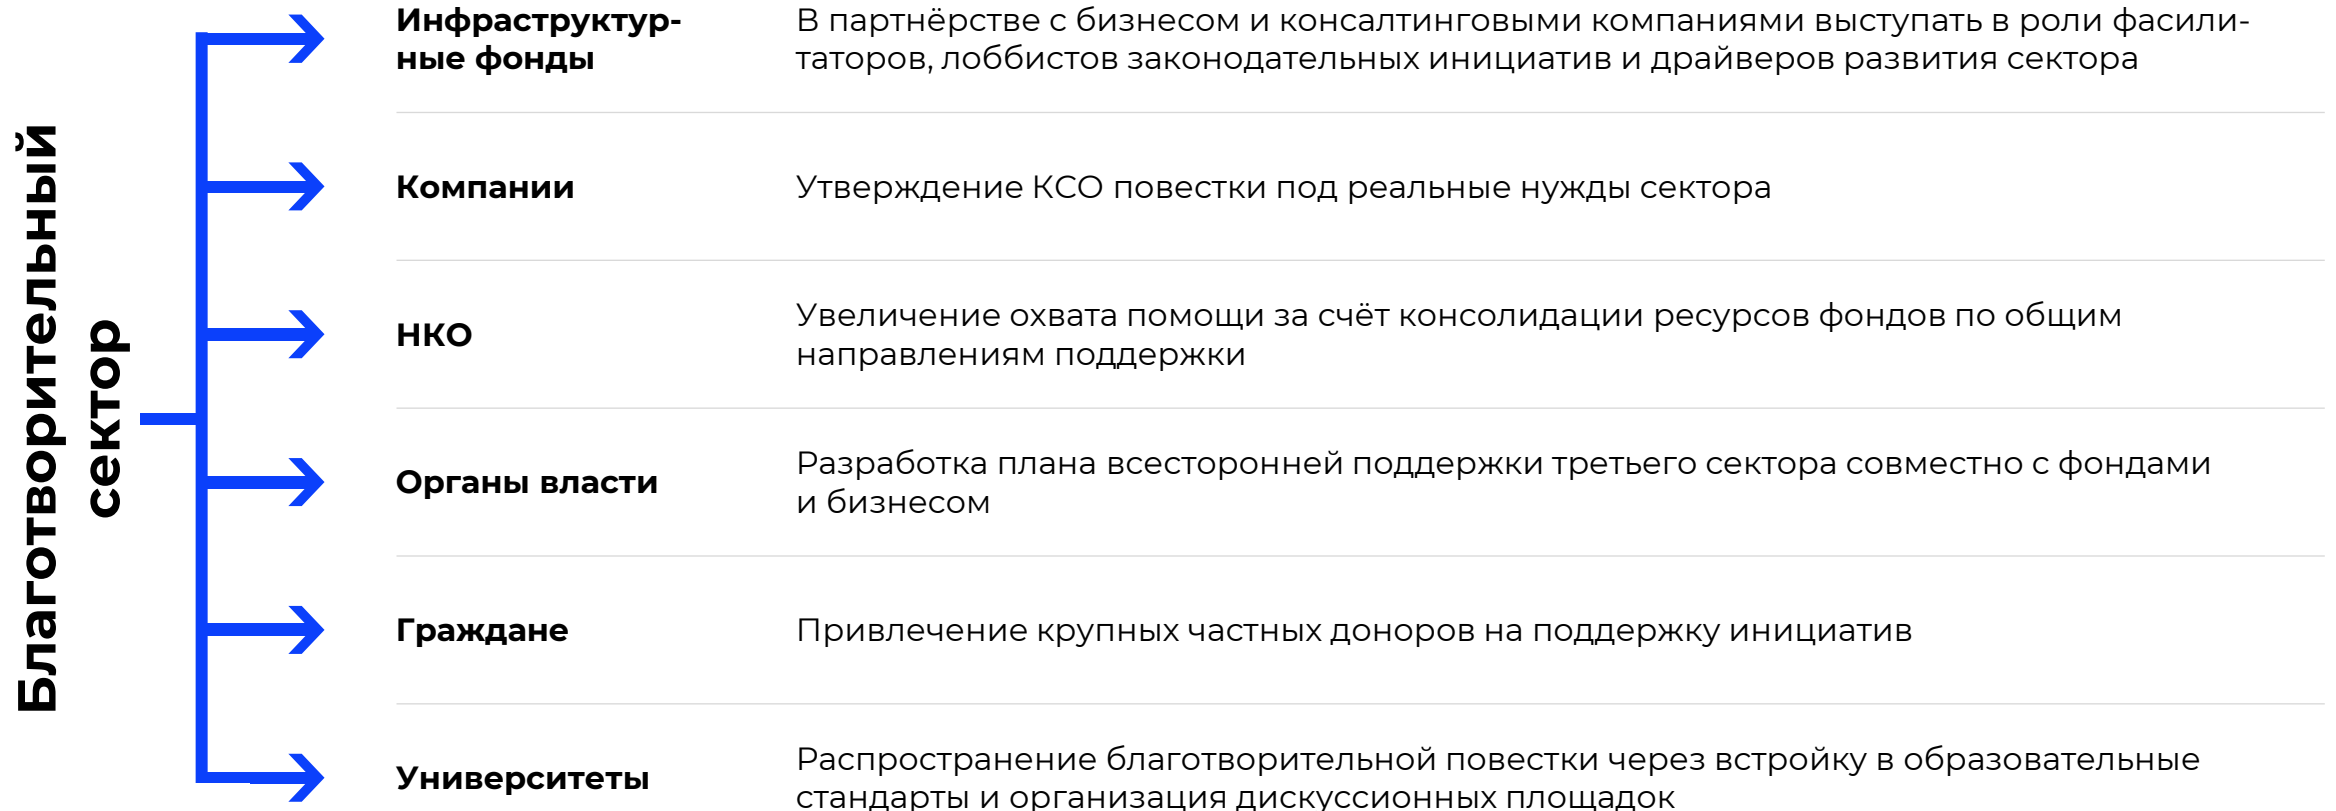 Благотворительный
сектор
Инфраструктур-
ные фонды
В партнёрстве с бизнесом и консалтинговыми компаниями выступать в роли фасили-
таторов, лоббистов законодательных инициатив и драйверов развития сектора
Компании
Утверждение КСО повестки под реальные нужды сектора
НКО
Увеличение охвата помощи за счёт консолидации ресурсов фондов по общим
направлениям поддержки
Органы власти
Разработка плана всесторонней поддержки третьего сектора совместно с фондами
и бизнесом
Граждане
Привлечение крупных частных доноров на поддержку инициатив
Университеты
Распространение благотворительной повестки через встройку в образовательные
стандарты и организация дискуссионных площадок